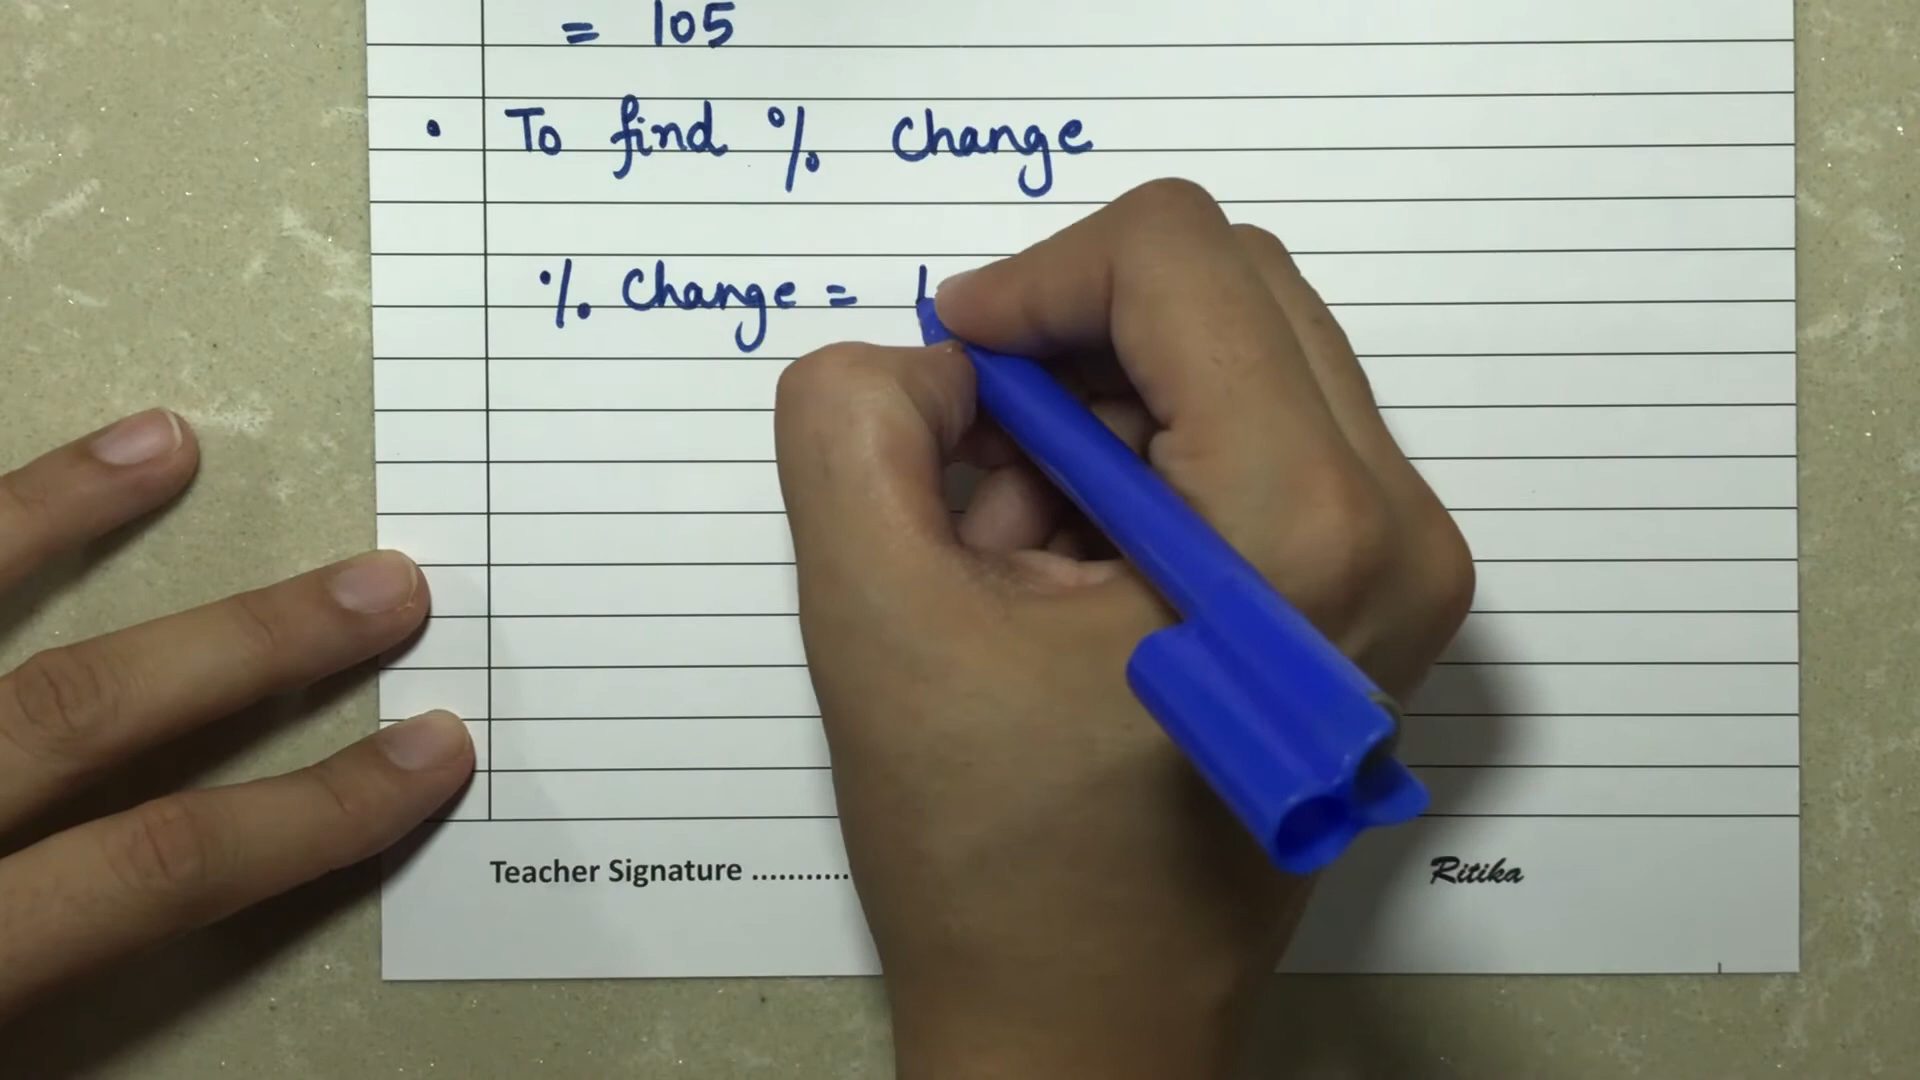 = 105
• To find % Change
% Change =
Teacher Signature ...........
Ritika